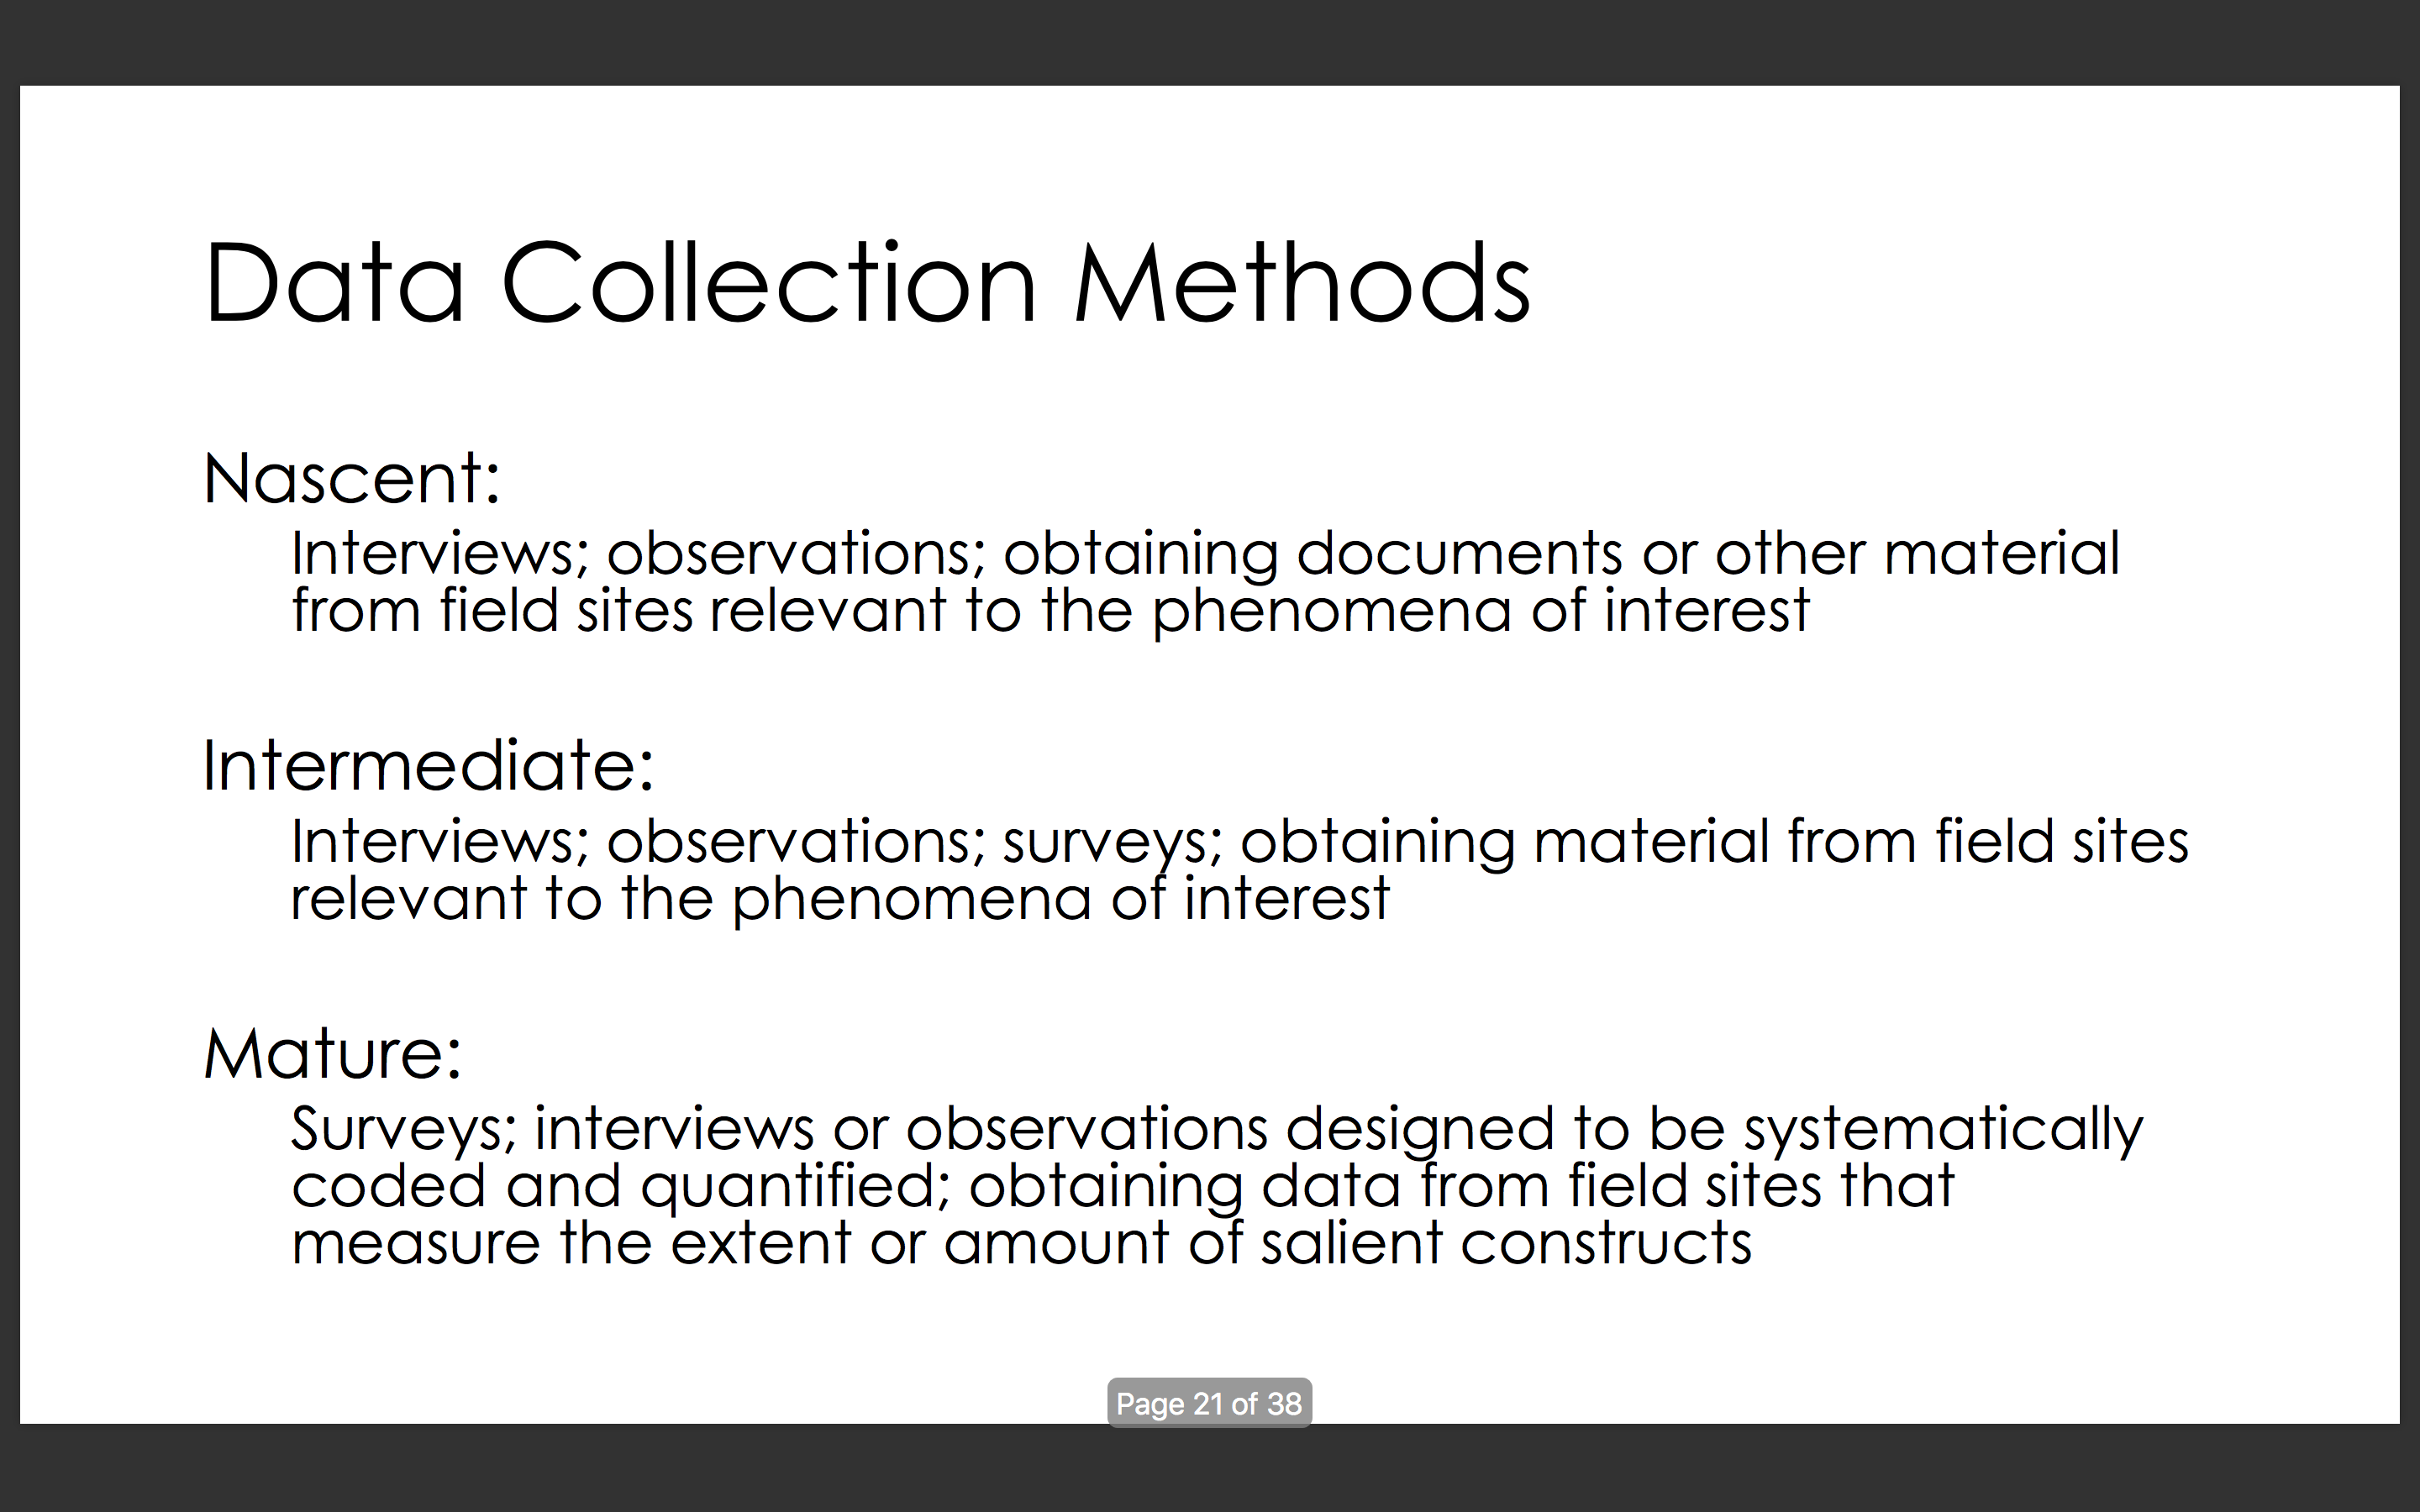 Data Collection Methods
Nascent:
Interviews; observations; obtaining documents or other material
from field sites relevant to the phenomena of interest
Intermediate:
Interviews; observations; surveys; obtaining material from field sites
relevant to the phenomena of interest
Mature:
Surveys; interviews or observations designed to be systematically
coded and quantified; obtaining data from field sites that
measure the extent or amount of salient constructs
Page 21 of 38